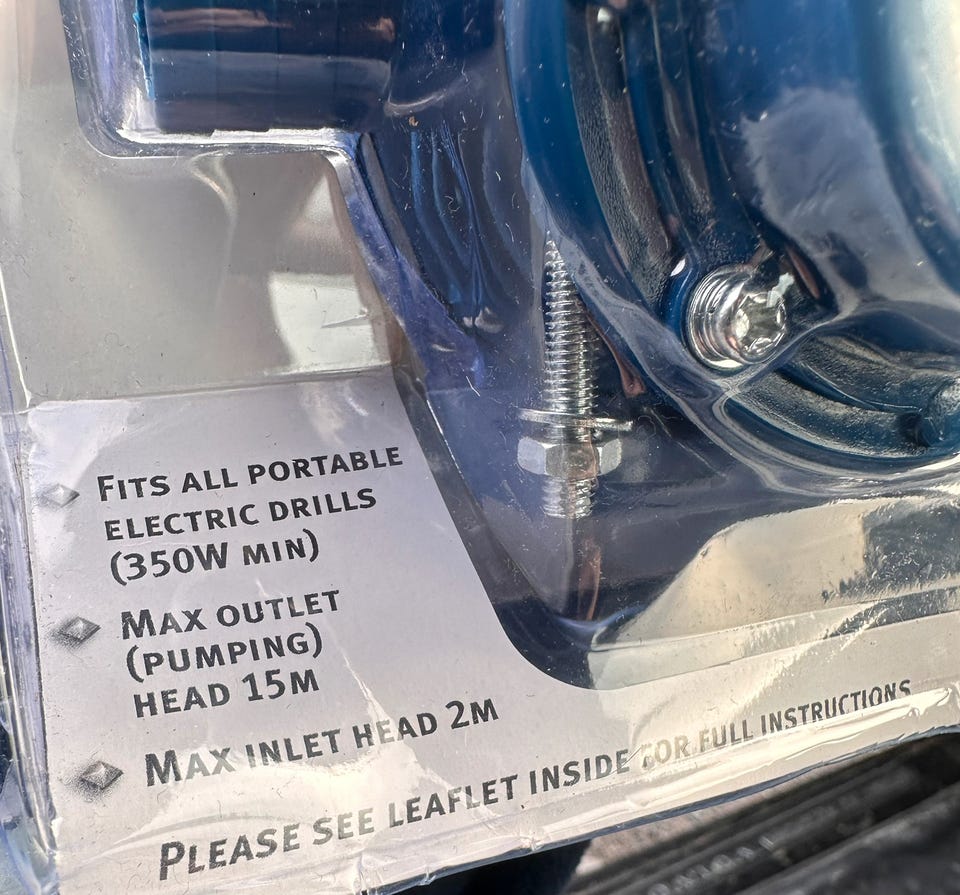 FITS ALL PORTABLE
ELECTRIC DRILLS
(350W MIN)
MAX OUTLET
(PUMPING)
HEAD 15M
MAX INLET HEAD 2M
PLEASE SEE LEAFLET INSIDE FOR FULL INSTRUCTIONS